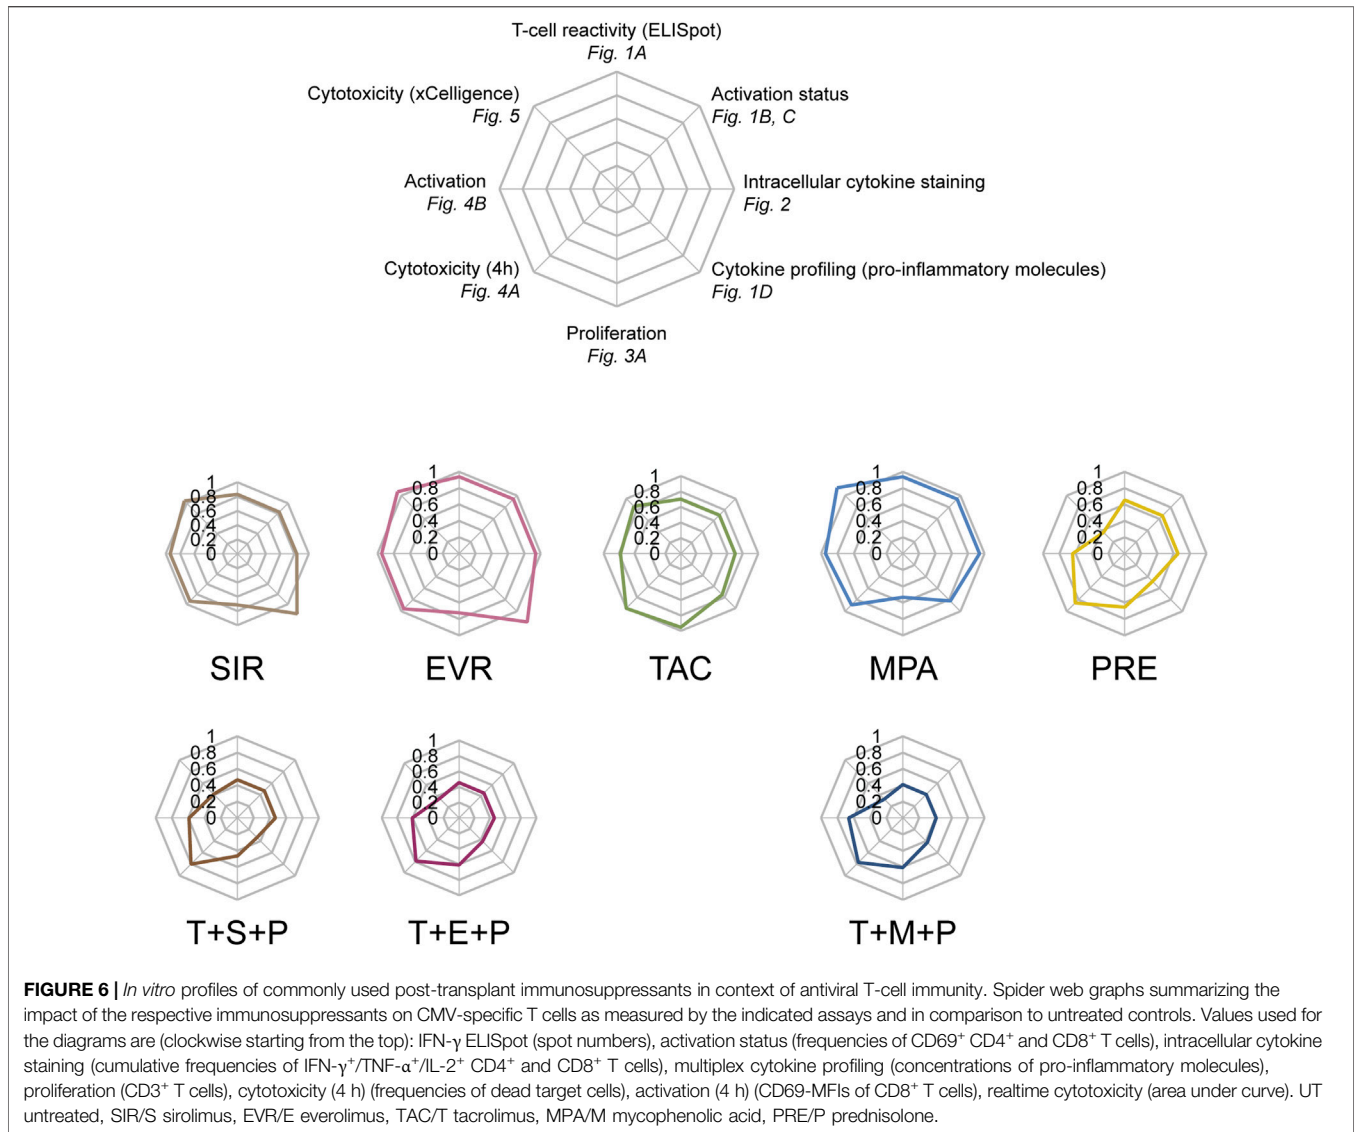 T-cell reactivity (ELISpot)
Fig. 1A
Cytotoxicity (xCelligence)
Fig. 5
Activation status
Fig. 1B, C
Activation
Fig. 4B
Intracellular cytokine staining
Fig. 2
Cytotoxicity (4h)
Fig. 4A
Cytokine profiling (pro-inflammatory molecules)
Fig. 1D
Proliferation
Fig. 3A
1
0.8
0.6
0.4
0.2
0
SIR
1
0.8
0.6
0.4
0.2
0
EVR
1
0.8
0.6
0.4
0.2
0
TAC
1
0.8
0.6
0.4
0.2
0
MPA
1
0.8
0.6
0.4
0.2
0
PRE
1
0.8
0.6
0.4
0.2
0
T+S+P
1
0.8
0.6
0.4
0.2
0
T+E+P
1
0.8
0.6
0.4
0.2
0
T+M+P
FIGURE 6 | In vitro profiles of commonly used post-transplant immunosuppressants in context of antiviral T-cell immunity. Spider web graphs summarizing the
impact of the respective immunosuppressants on CMV-specific T cells as measured by the indicated assays and in comparison to untreated controls. Values used for
the diagrams are (clockwise starting from the top): IFN-γ ELISpot (spot numbers), activation status (frequencies of CD69⁺ CD4⁺ and CD8⁺ T cells), intracellular cytokine
staining (cumulative frequencies of IFN-γ⁺/TNF-α⁺/IL-2⁺ CD4⁺ and CD8⁺ T cells), multiplex cytokine profiling (concentrations of pro-inflammatory molecules),
proliferation (CD3⁺ T cells), cytotoxicity (4 h) (frequencies of dead target cells), activation (4 h) (CD69-MFIs of CD8⁺ T cells), realtime cytotoxicity (area under curve). UT
untreated, SIR/S sirolimus, EVR/E everolimus, TAC/T tacrolimus, MPA/M mycophenolic acid, PRE/P prednisolone.